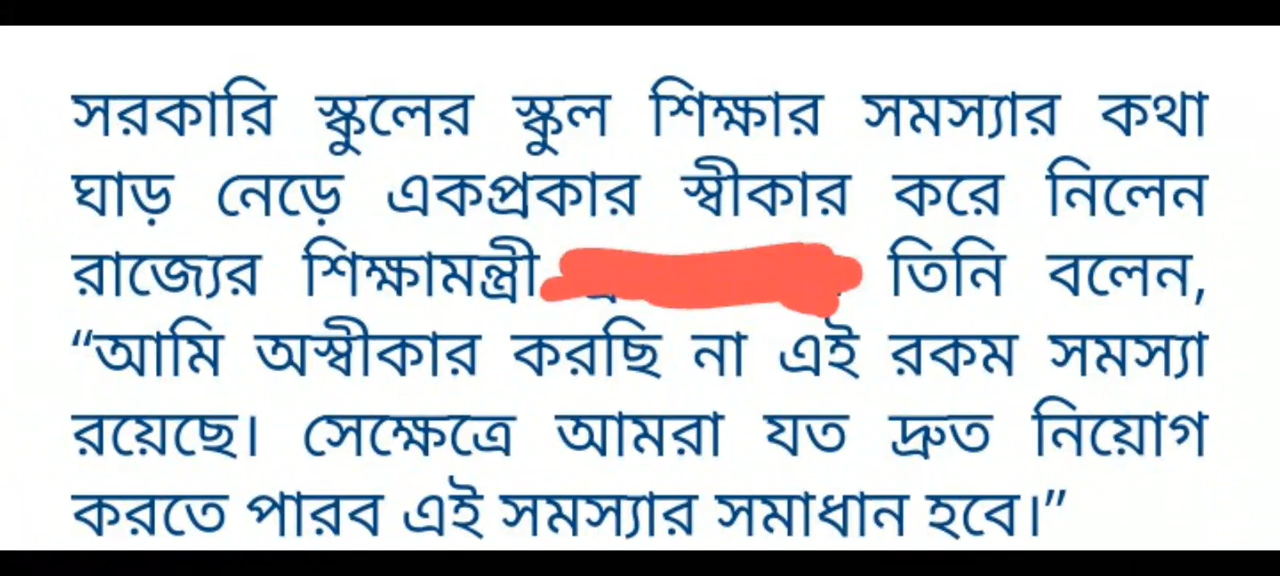 সরকারি স্কুলের স্কুল শিক্ষার সমস্যার কথা
ঘাড় নেড়ে একপ্রকার স্বীকার করে নিলেন
রাজ্যের শিক্ষামন্ত্রী তিনি বলেন,
“আমি অস্বীকার করছি না এই রকম সমস্যা
রয়েছে। সেক্ষেত্রে আমরা যত দ্রুত নিয়োগ
করতে পারব এই সমস্যার সমাধান হবে।”